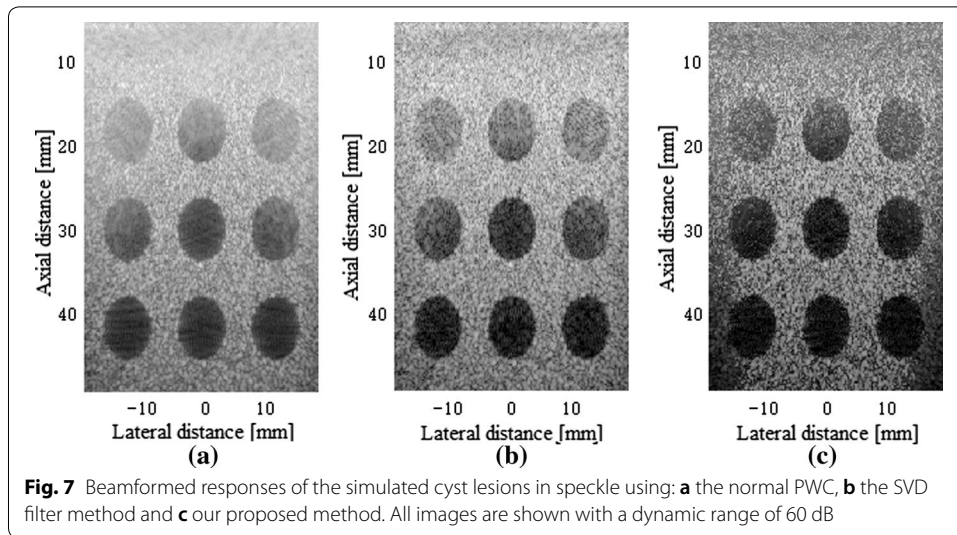 10
20
30
40
Axial distance [mm]
-10 0 10
Lateral distance [mm]
(a)
10
20
30
40
Axial distance [mm]
-10 0 10
Lateral distance [mm]
(b)
10
20
30
40
Axial distance [mm]
-10 0 10
Lateral distance [mm]
(c)
Fig. 7 Beamformed responses of the simulated cyst lesions in speckle using: a the normal PWC, b the SVD
filter method and c our proposed method. All images are shown with a dynamic range of 60 dB